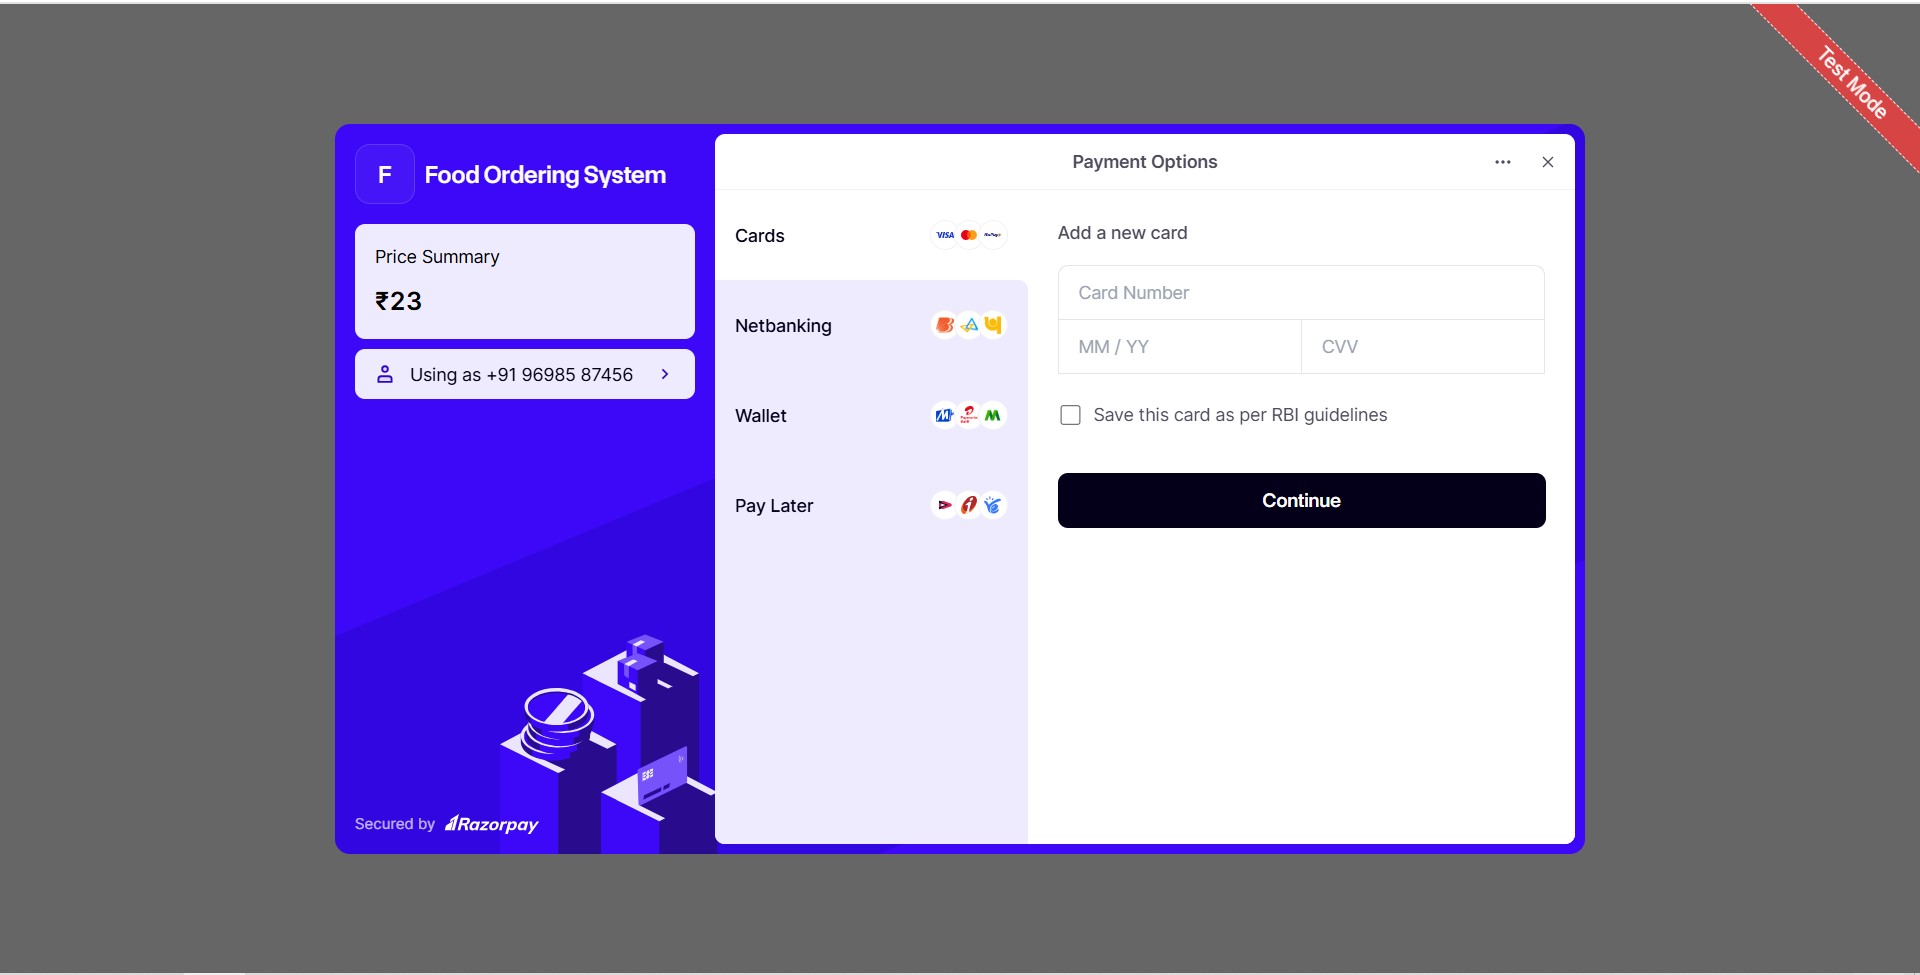 Test Mode
F
Food Ordering System
Price Summary
₹23
Using as +91 96985 87456
Secured by Razorpay
Payment Options
Cards
VISA
Netbanking
Wallet
Pay Later
Add a new card
Card Number
MM / YY
CVV
Save this card as per RBI guidelines
Continue